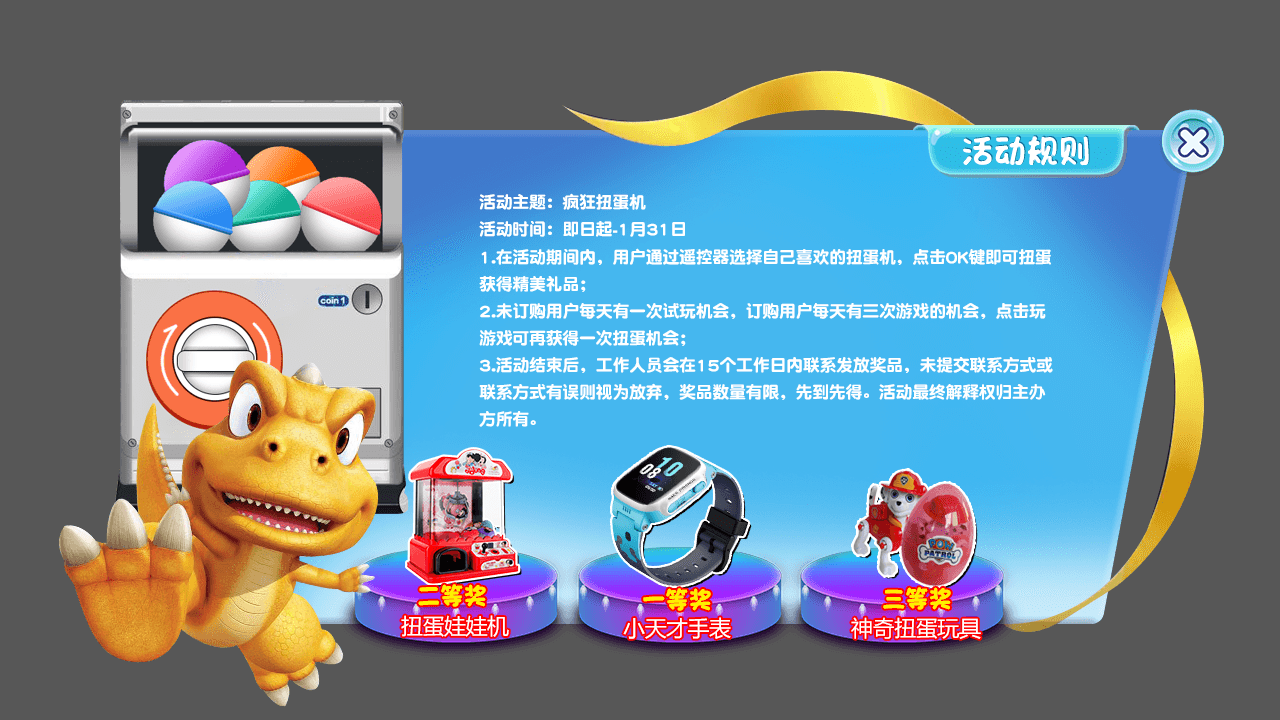 活动规则
coin 1
活动主题：疯狂扭蛋机
活动时间：即日起-1月31日
1.在活动期间内，用户通过遥控器选择自己喜欢的扭蛋机，点击OK键即可扭蛋
获得精美礼品；
2.未订购用户每天有一次试玩机会，订购用户每天有三次游戏的机会，点击玩
游戏可再获得一次扭蛋机会；
3.活动结束后，工作人员会在15个工作日内联系发放奖品，未提交联系方式或
联系方式有误则视为放弃，奖品数量有限，先到先得。活动最终解释权归主办
方所有。
10
08
PAW
PATROL
二等奖
扭蛋娃娃机
一等奖
小天才手表
三等奖
神奇扭蛋玩具